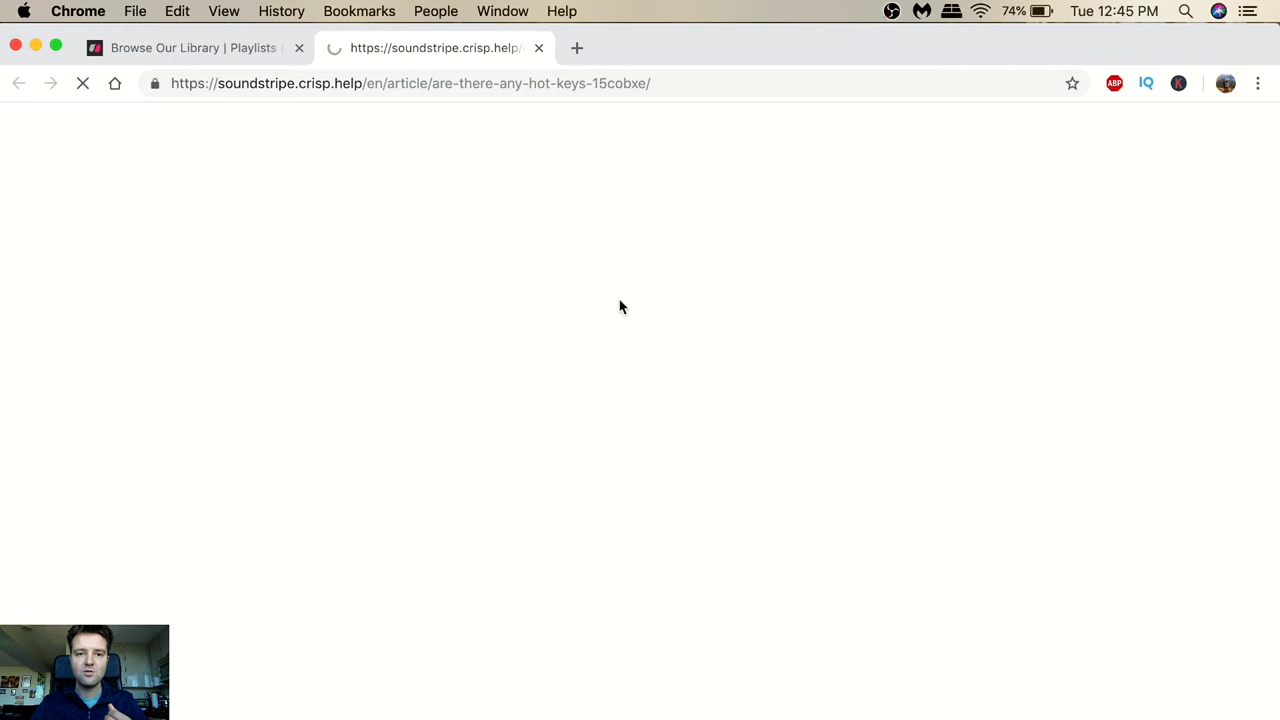 Chrome File Edit View History Bookmarks People Window Help 74% Tue 12:45 PM
Browse Our Library | Playlists | https://soundstripe.crisp.help/
https://soundstripe.crisp.help/en/article/are-there-any-hot-keys-15cobxe/ ABP IQ K